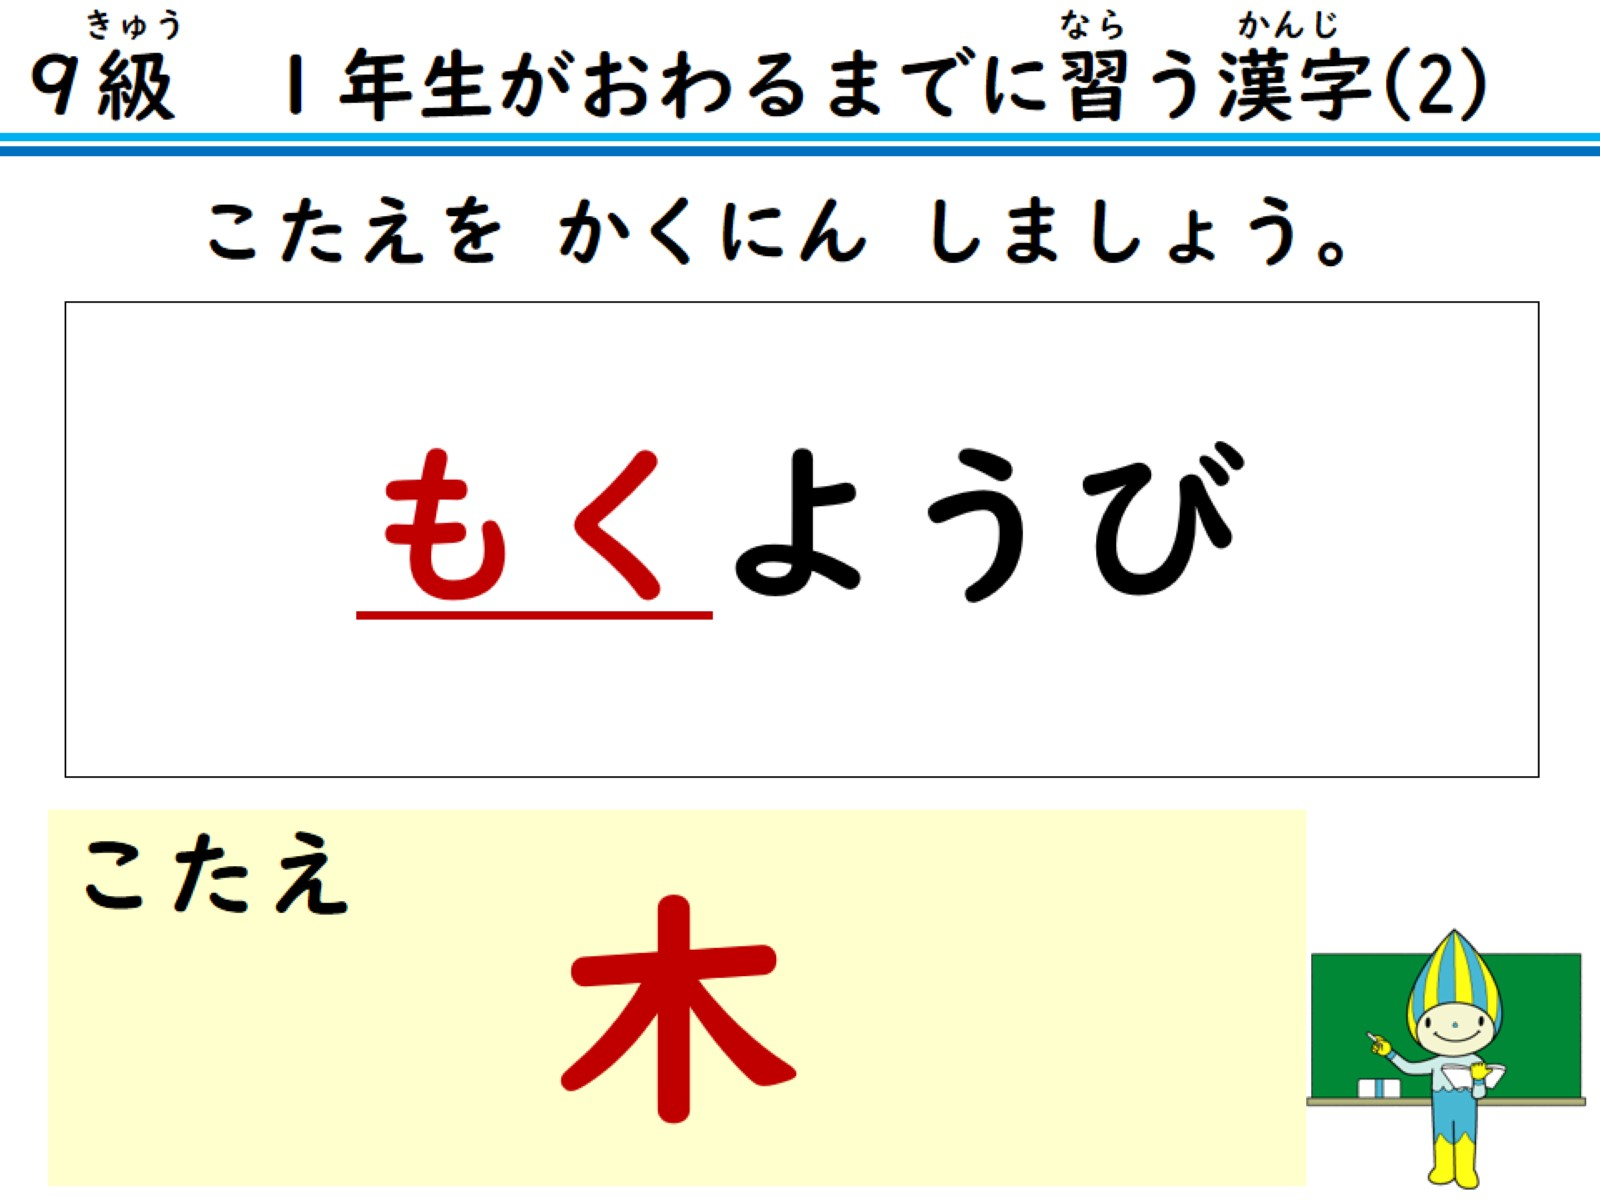 きゅう なら かんじ
９級 １年生がおわるまでに習う漢字(2)
こたえを かくにん しましょう。
もくようび
こたえ
木